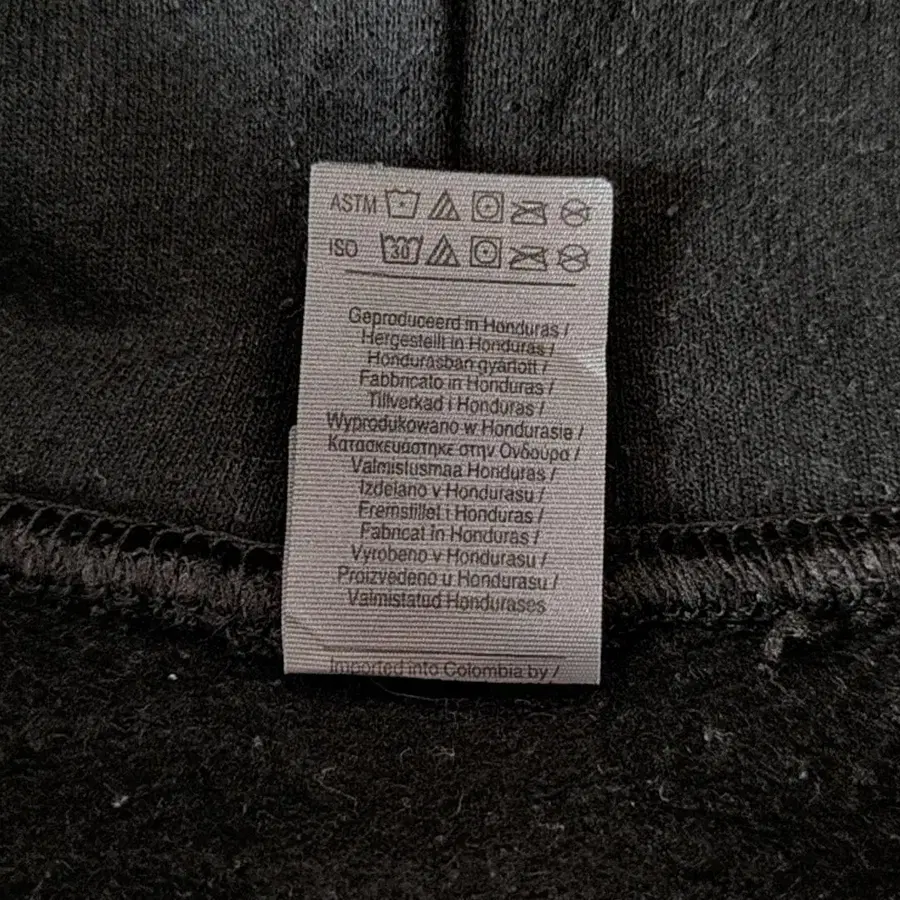 ASTM
ISO 30
Geproduceerd in Honduras /
Hergestellt in Honduras /
Hondurasban gyártott /
Fabbricato in Honduras /
Tillverkad i Honduras /
Wyprodukowano w Hondurasie /
Κατασκευάστηκε στην Ονδούρα /
Valmistusmaa Honduras /
Izdelano v Hondurasu /
Fremstillet i Honduras /
Fabricat în Honduras /
Vyrobeno v Hondurasu /
Proizvedeno u Hondurasu /
Valmistatud Hondurases
Imported into Colombia by /